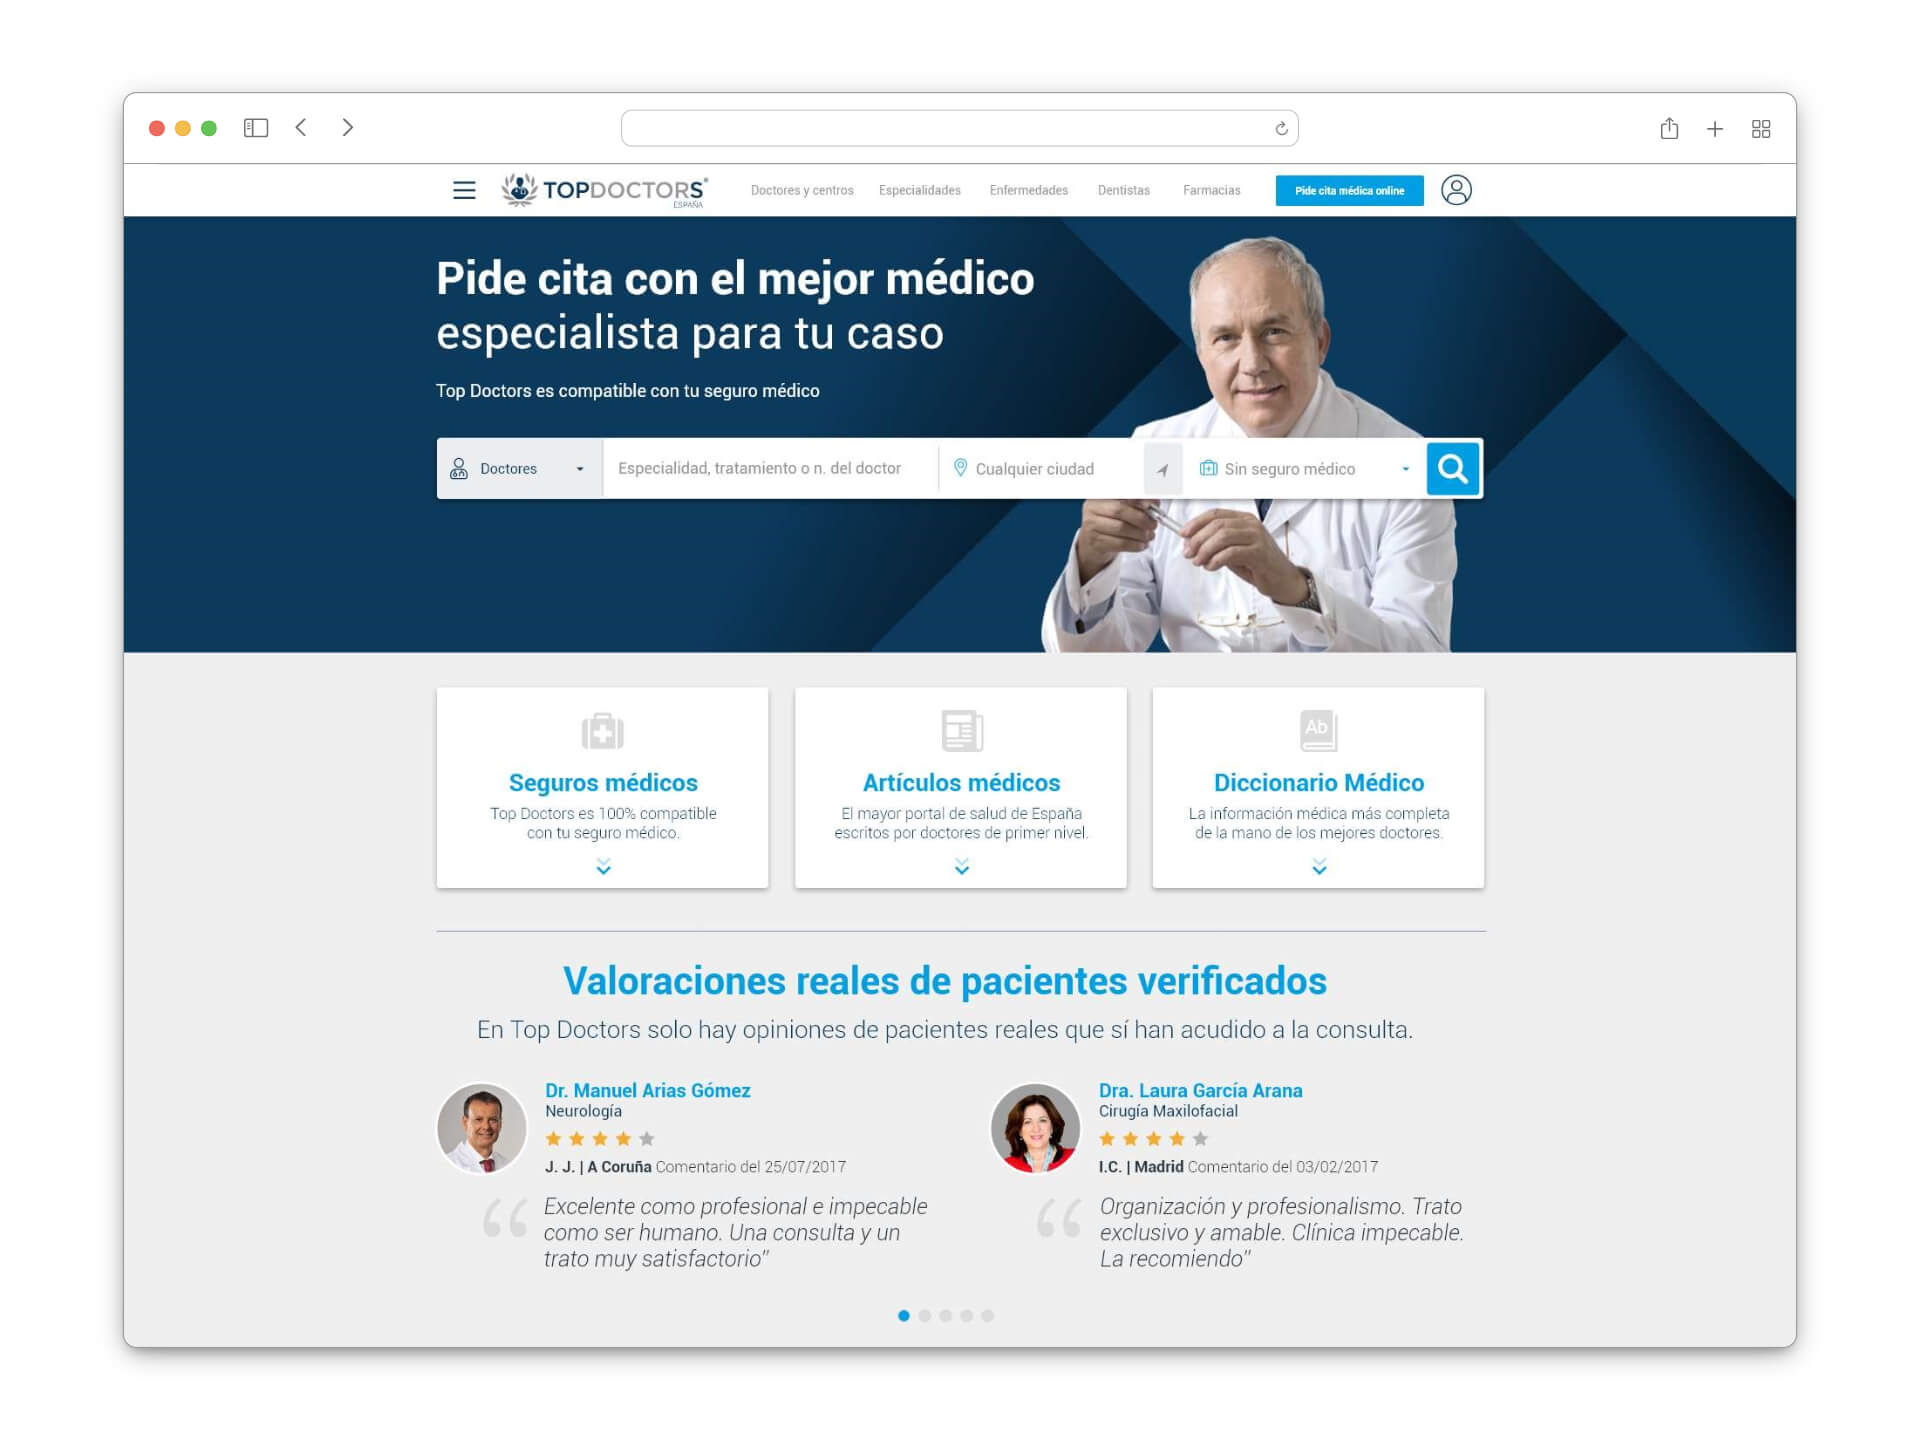 TOPDOCTORS®
ESPAÑA
Doctores y centros
Especialidades
Enfermedades
Dentistas
Farmacias
Pide cita médica online
Pide cita con el mejor médico
especialista para tu caso
Top Doctors es compatible con tu seguro médico
Doctores
Especialidad, tratamiento o n. del doctor
Cualquier ciudad
Sin seguro médico
Seguros médicos
Top Doctors es 100% compatible
con tu seguro médico.
Ab
Artículos médicos
El mayor portal de salud de España
escritos por doctores de primer nivel.
Diccionario Médico
La información médica más completa
de la mano de los mejores doctores.
Valoraciones reales de pacientes verificados
En Top Doctors solo hay opiniones de pacientes reales que sí han acudido a la consulta.
Dr. Manuel Arias Gómez
Neurología
J. J. | A Coruña Comentario del 25/07/2017
“ Excelente como profesional e impecable
como ser humano. Una consulta y un
trato muy satisfactorio"
Dra. Laura García Arana
Cirugía Maxilofacial
I.C. | Madrid Comentario del 03/02/2017
“ Organización y profesionalismo. Trato
exclusivo y amable. Clínica impecable.
La recomiendo"